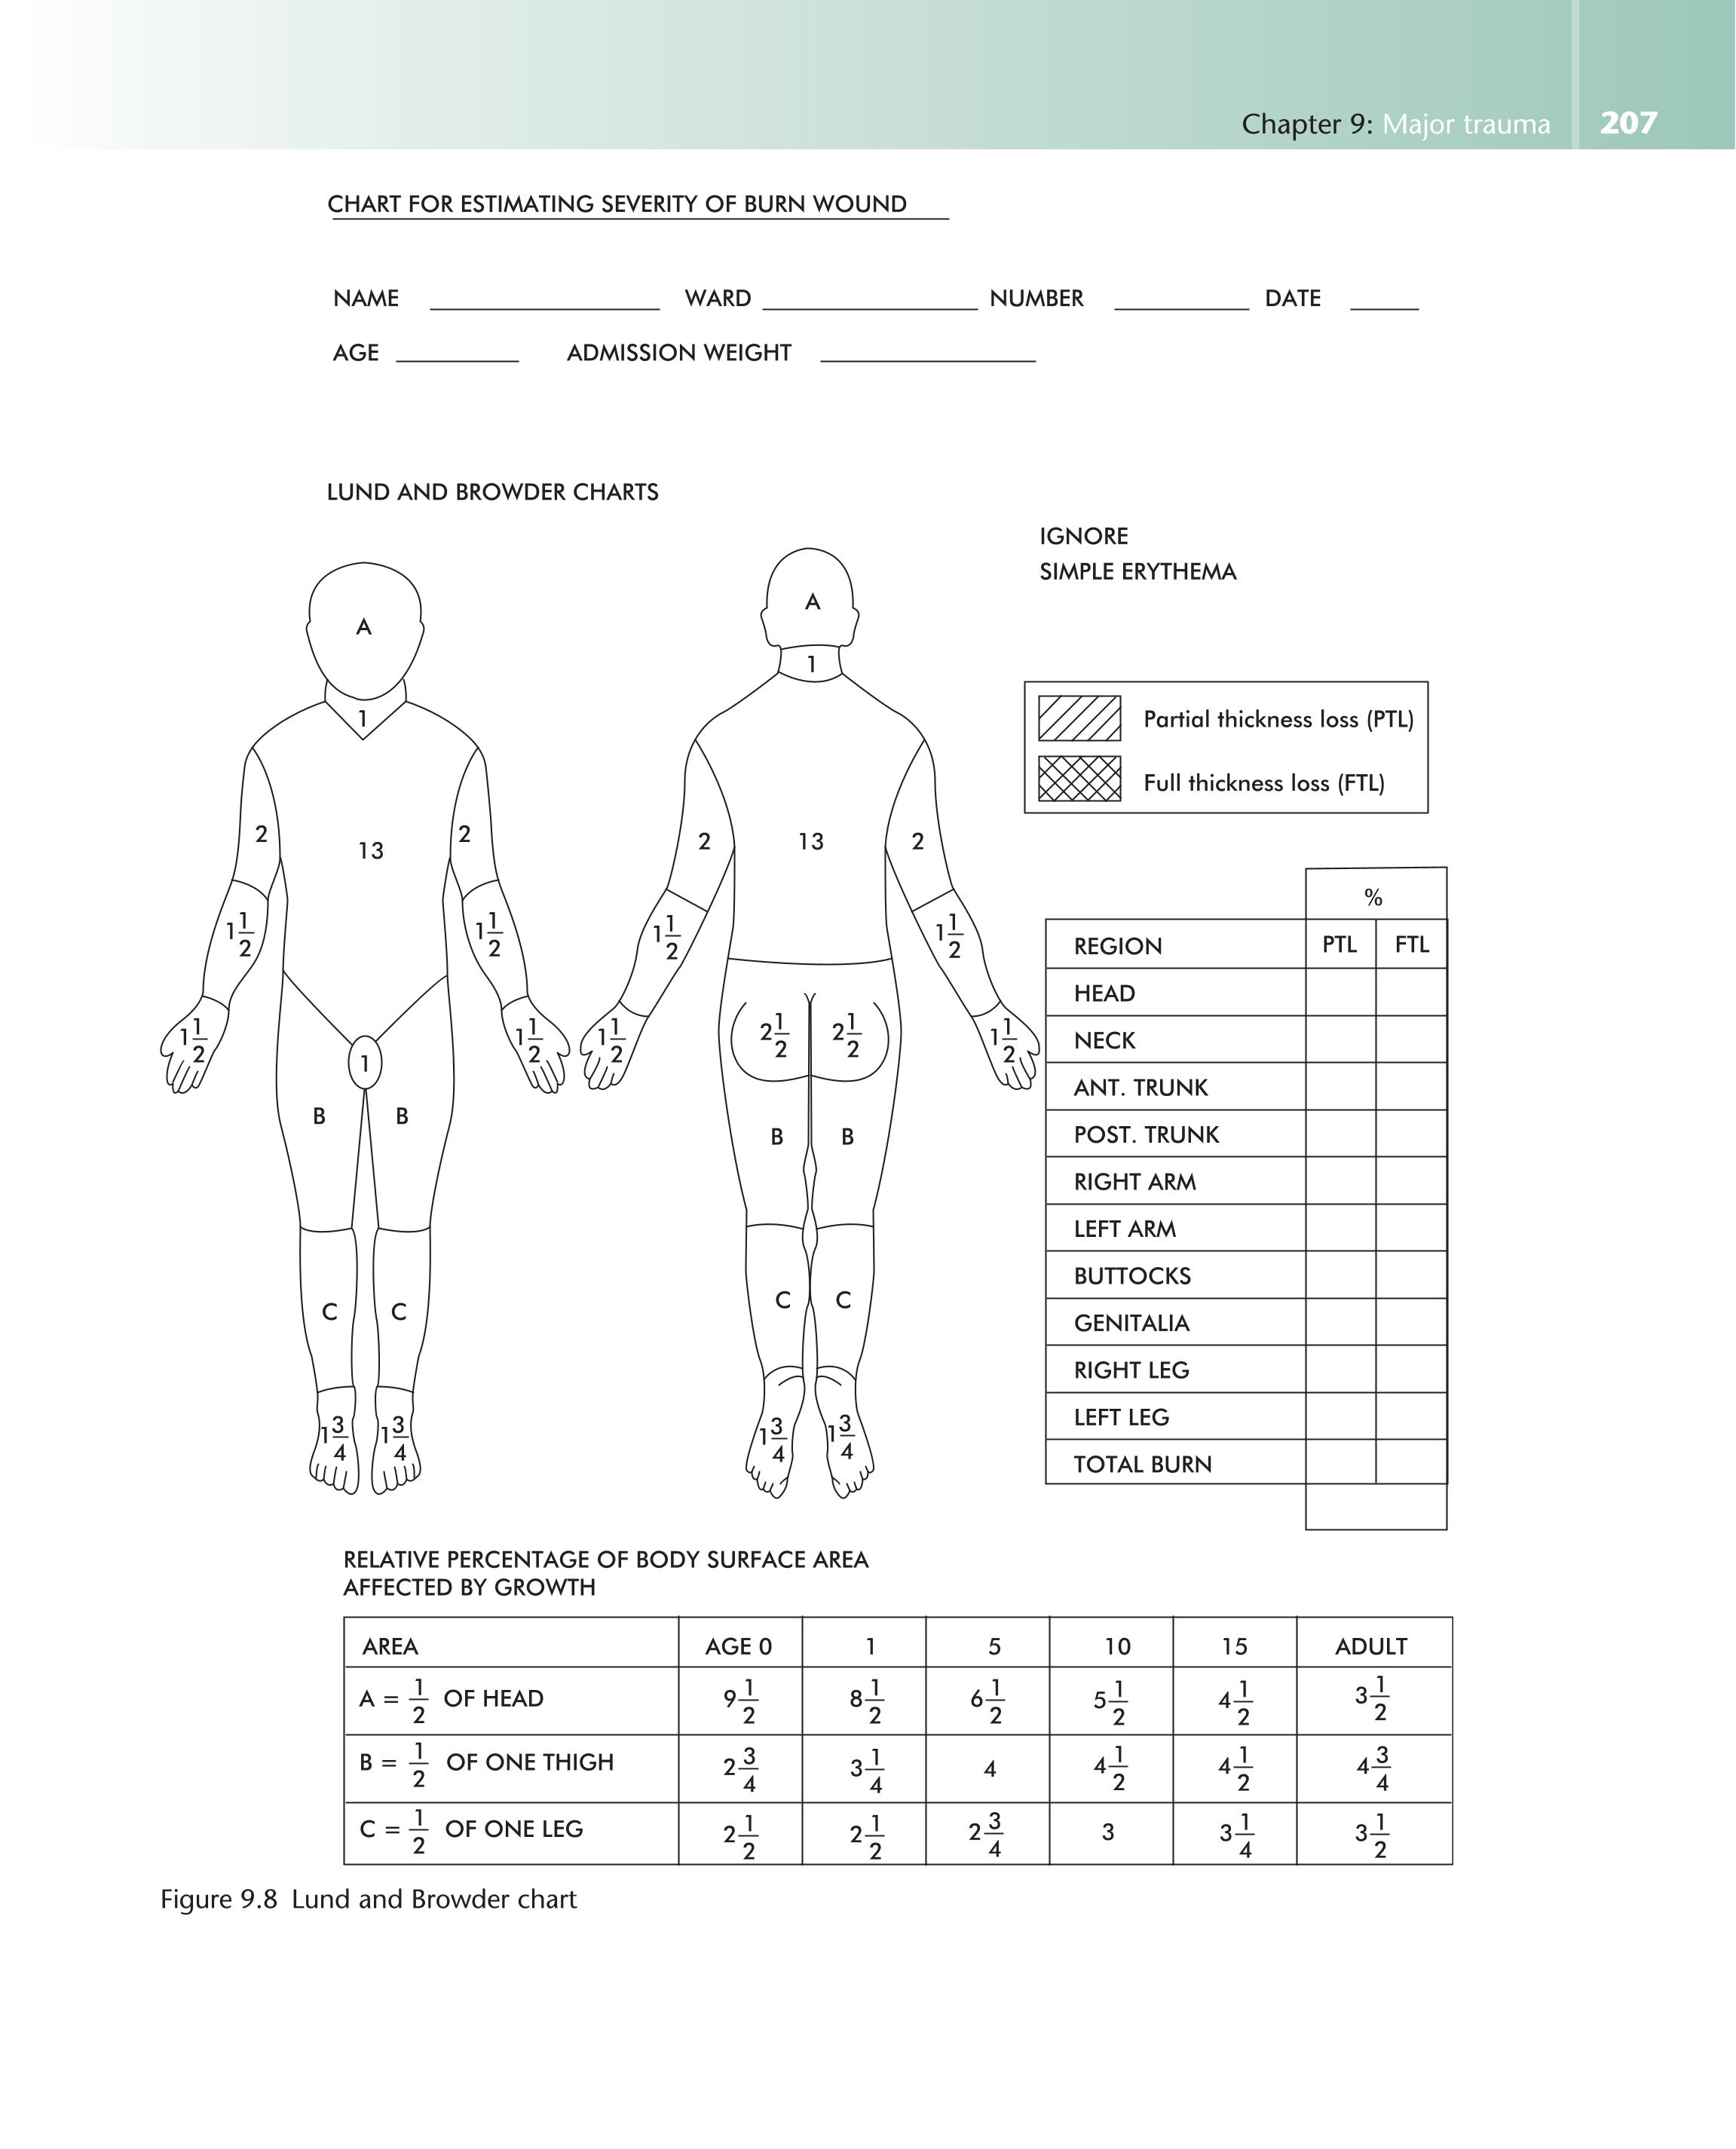 Chapter 9: Major trauma 207
CHART FOR ESTIMATING SEVERITY OF BURN WOUND
NAME WARD NUMBER DATE
AGE ADMISSION WEIGHT
LUND AND BROWDER CHARTS
IGNORE
SIMPLE ERYTHEMA
A
1
2 13 2
1 1/2 1 1/2
1 1/2 1 1/2
1
B B
C C
1 3/4 1 3/4
A
1
2 13 2
1 1/2 1 1/2
1 1/2 2 1/2 2 1/2 1 1/2
B B
C C
1 3/4 1 3/4
Partial thickness loss (PTL)
Full thickness loss (FTL)
%
REGION PTL FTL
HEAD
NECK
ANT. TRUNK
POST. TRUNK
RIGHT ARM
LEFT ARM
BUTTOCKS
GENITALIA
RIGHT LEG
LEFT LEG
TOTAL BURN
RELATIVE PERCENTAGE OF BODY SURFACE AREA
AFFECTED BY GROWTH
AREA AGE 0 1 5 10 15 ADULT
A = 1/2 OF HEAD 9 1/2 8 1/2 6 1/2 5 1/2 4 1/2 3 1/2
B = 1/2 OF ONE THIGH 2 3/4 3 1/4 4 4 1/2 4 1/2 4 3/4
C = 1/2 OF ONE LEG 2 1/2 2 1/2 2 3/4 3 3 1/4 3 1/2
Figure 9.8 Lund and Browder chart